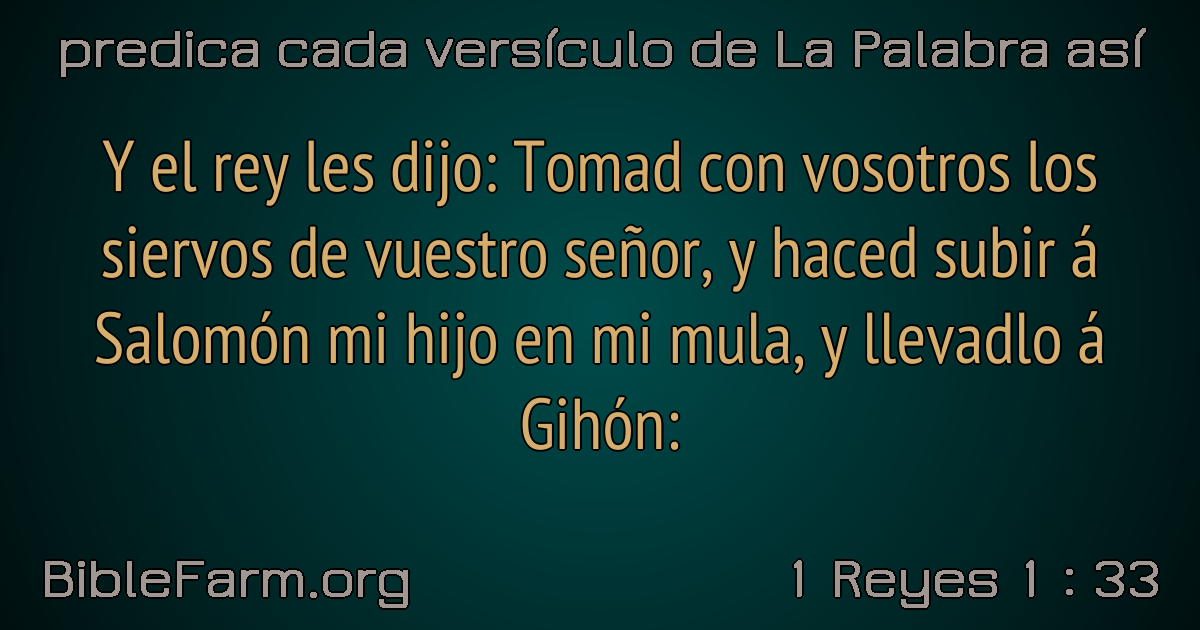 predica cada versículo de La Palabra así
Y el rey les dijo: Tomad con vosotros los
siervos de vuestro señor, y haced subir á
Salomón mi hijo en mi mula, y llevadlo á
Gihón:
BibleFarm.org
1 Reyes 1 : 33